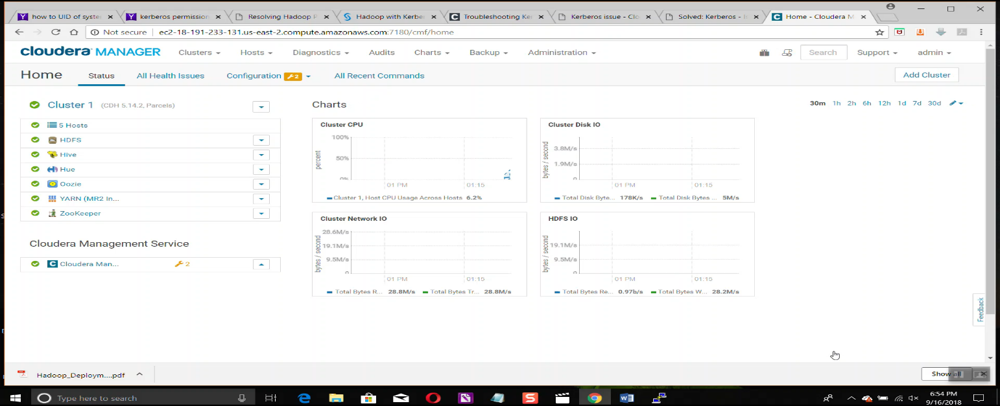 how to UID of syste
kerberos permission
Resolving Hadoop P
Hadoop with Kerbe
Troubleshooting Ke
Kerberos issue - Clo
Solved: Kerberos - I
Home - Cloudera M
Not secure | ec2-18-191-233-131.us-east-2.compute.amazonaws.com:7180/cmf/home
cloudera MANAGER Clusters Hosts Diagnostics Audits Charts Backup Administration Search Support admin
Home Status All Health Issues Configuration 2 All Recent Commands Add Cluster
Cluster 1 (CDH 5.14.2, Parcels)
5 Hosts
HDFS
Hive
Hue
Oozie
YARN (MR2 In...
ZooKeeper
Cloudera Management Service
Cloudera Man... 2
Charts
30m 1h 2h 6h 12h 1d 7d 30d
Cluster CPU
percent
100%
50%
0%
01 PM 01:15
Cluster 1, Host CPU Usage Across Hosts 6.2%
Cluster Disk IO
bytes / second
3.8M/s
1.9M/s
0
01 PM 01:15
Total Disk Byte... 178K/s Total Disk Bytes ... 5M/s
Cluster Network IO
bytes / second
28.6M/s
19.1M/s
9.5M/s
0
01 PM 01:15
Total Bytes R... 28.8M/s Total Bytes Tr... 28.8M/s
HDFS IO
bytes / second
19.1M/s
9.5M/s
0
01 PM 01:15
Total Bytes Re... 0.97b/s Total Bytes W... 28.2M/s
Feedback
Hadoop_Deploym....pdf
Show all
Type here to search
6:54 PM
9/16/2018